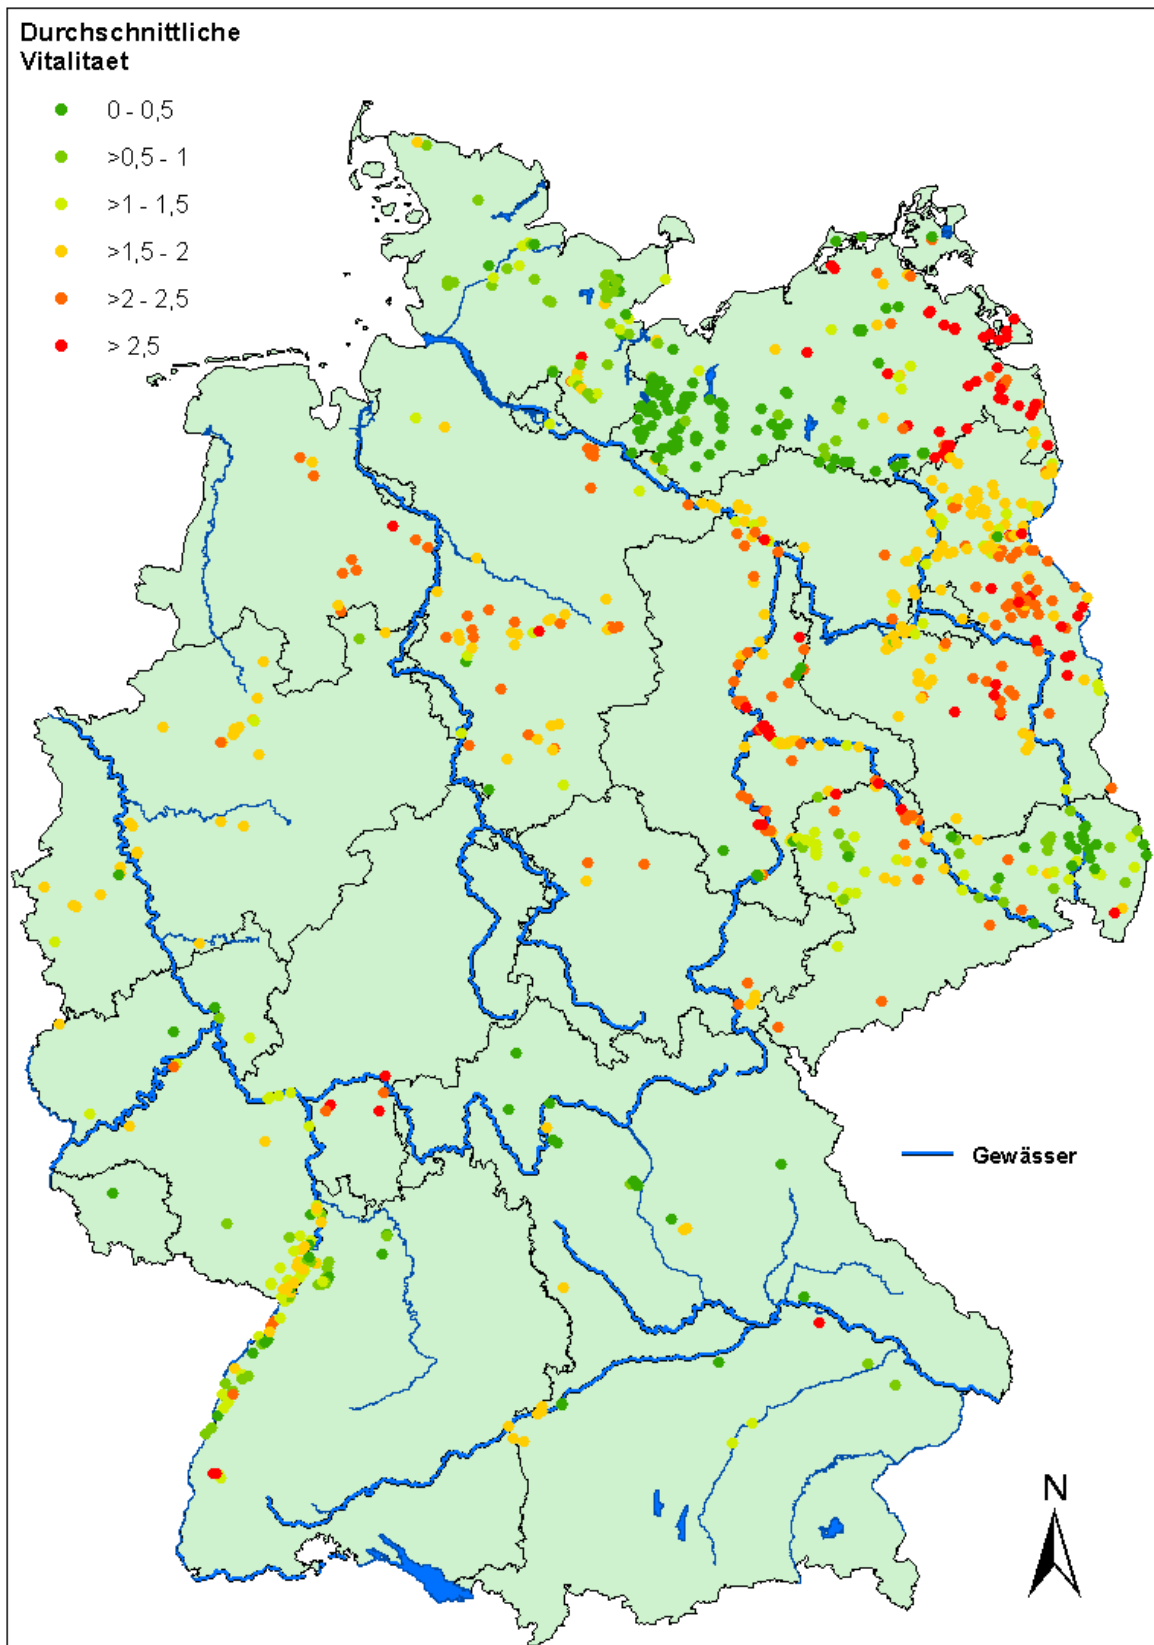 Durchschnittliche
Vitalitaet
0 - 0,5
>0,5 - 1
>1 - 1,5
>1,5 - 2
>2 - 2,5
> 2,5
Gewässer
N